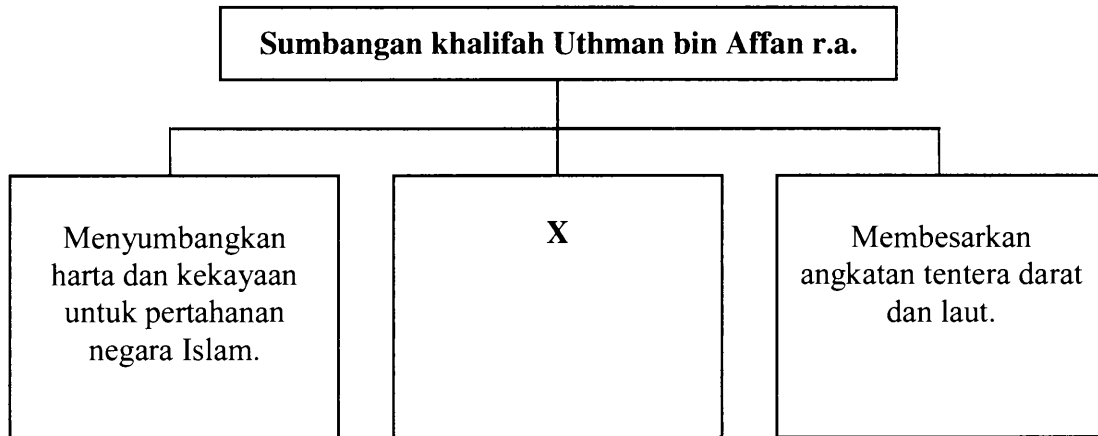 Sumbangan khalifah Uthman bin Affan r.a.
Menyumbangkan
harta dan kekayaan
untuk pertahanan
negara Islam.
X
Membesarkan
angkatan tentera darat
dan laut.